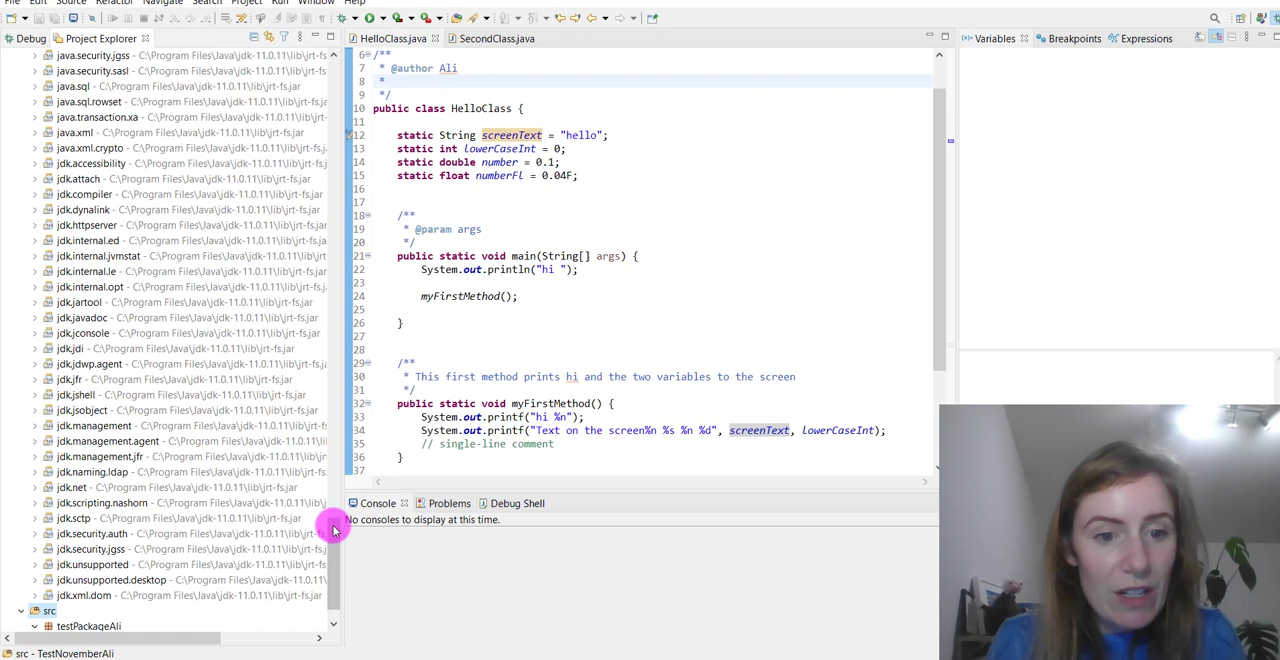 File Edit Source Refactor Navigate Search Project Run Window Help
Debug Project Explorer
java.security.jgss - C:\Program Files\Java\jdk-11.0.11\lib\jrt-fs.j
java.security.sasl - C:\Program Files\Java\jdk-11.0.11\lib\jrt-fs.ja
java.sql - C:\Program Files\Java\jdk-11.0.11\lib\jrt-fs.jar
java.sql.rowset - C:\Program Files\Java\jdk-11.0.11\lib\jrt-fs.jar
java.transaction.xa - C:\Program Files\Java\jdk-11.0.11\lib\jrt-fs
java.xml - C:\Program Files\Java\jdk-11.0.11\lib\jrt-fs.jar
java.xml.crypto - C:\Program Files\Java\jdk-11.0.11\lib\jrt-fs.jar
jdk.accessibility - C:\Program Files\Java\jdk-11.0.11\lib\jrt-fs.jar
jdk.attach - C:\Program Files\Java\jdk-11.0.11\lib\jrt-fs.jar
jdk.compiler - C:\Program Files\Java\jdk-11.0.11\lib\jrt-fs.jar
jdk.dynalink - C:\Program Files\Java\jdk-11.0.11\lib\jrt-fs.jar
jdk.httpserver - C:\Program Files\Java\jdk-11.0.11\lib\jrt-fs.jar
jdk.internal.ed - C:\Program Files\Java\jdk-11.0.11\lib\jrt-fs.jar
jdk.internal.jvmstat - C:\Program Files\Java\jdk-11.0.11\lib\jrt-fs
jdk.internal.le - C:\Program Files\Java\jdk-11.0.11\lib\jrt-fs.jar
jdk.internal.opt - C:\Program Files\Java\jdk-11.0.11\lib\jrt-fs.jar
jdk.jartool - C:\Program Files\Java\jdk-11.0.11\lib\jrt-fs.jar
jdk.javadoc - C:\Program Files\Java\jdk-11.0.11\lib\jrt-fs.jar
jdk.jconsole - C:\Program Files\Java\jdk-11.0.11\lib\jrt-fs.jar
jdk.jdi - C:\Program Files\Java\jdk-11.0.11\lib\jrt-fs.jar
jdk.jdwp.agent - C:\Program Files\Java\jdk-11.0.11\lib\jrt-fs.jar
jdk.jfr - C:\Program Files\Java\jdk-11.0.11\lib\jrt-fs.jar
jdk.jshell - C:\Program Files\Java\jdk-11.0.11\lib\jrt-fs.jar
jdk.jsobject - C:\Program Files\Java\jdk-11.0.11\lib\jrt-fs.jar
jdk.management - C:\Program Files\Java\jdk-11.0.11\lib\jrt-fs.ja
jdk.management.agent - C:\Program Files\Java\jdk-11.0.11\lib\j
jdk.management.jfr - C:\Program Files\Java\jdk-11.0.11\lib\jrt-fs
jdk.naming.ldap - C:\Program Files\Java\jdk-11.0.11\lib\jrt-fs.jar
jdk.net - C:\Program Files\Java\jdk-11.0.11\lib\jrt-fs.jar
jdk.scripting.nashorn - C:\Program Files\Java\jdk-11.0.11\lib\jrt
jdk.sctp - C:\Program Files\Java\jdk-11.0.11\lib\jrt-fs.jar
jdk.security.auth - C:\Program Files\Java\jdk-11.0.11\lib\jrt-fs.j
jdk.security.jgss - C:\Program Files\Java\jdk-11.0.11\lib\jrt-fs.jar
jdk.unsupported - C:\Program Files\Java\jdk-11.0.11\lib\jrt-fs.jar
jdk.unsupported.desktop - C:\Program Files\Java\jdk-11.0.11\lib
jdk.xml.dom - C:\Program Files\Java\jdk-11.0.11\lib\jrt-fs.jar
src
testPackageAli
src - TestNovemberAli
HelloClass.java SecondClass.java
6 /**
7 * @author Ali
8 *
9 */
10 public class HelloClass {
11
12 static String screenText = "hello";
13 static int lowerCaseInt = 0;
14 static double number = 0.1;
15 static float numberFl = 0.04F;
16
17
18 /**
19 * @param args
20 */
21 public static void main(String[] args) {
22 System.out.println("hi ");
23
24 myFirstMethod();
25
26 }
27
28
29 /**
30 * This first method prints hi and the two variables to the screen
31 */
32 public static void myFirstMethod() {
33 System.out.printf("hi %n");
34 System.out.printf("Text on the screen%n %s %n %d", screenText, lowerCaseInt);
35 // single-line comment
36 }
37
Console Problems Debug Shell
No consoles to display at this time.
(x)= Variables Breakpoints Expressions